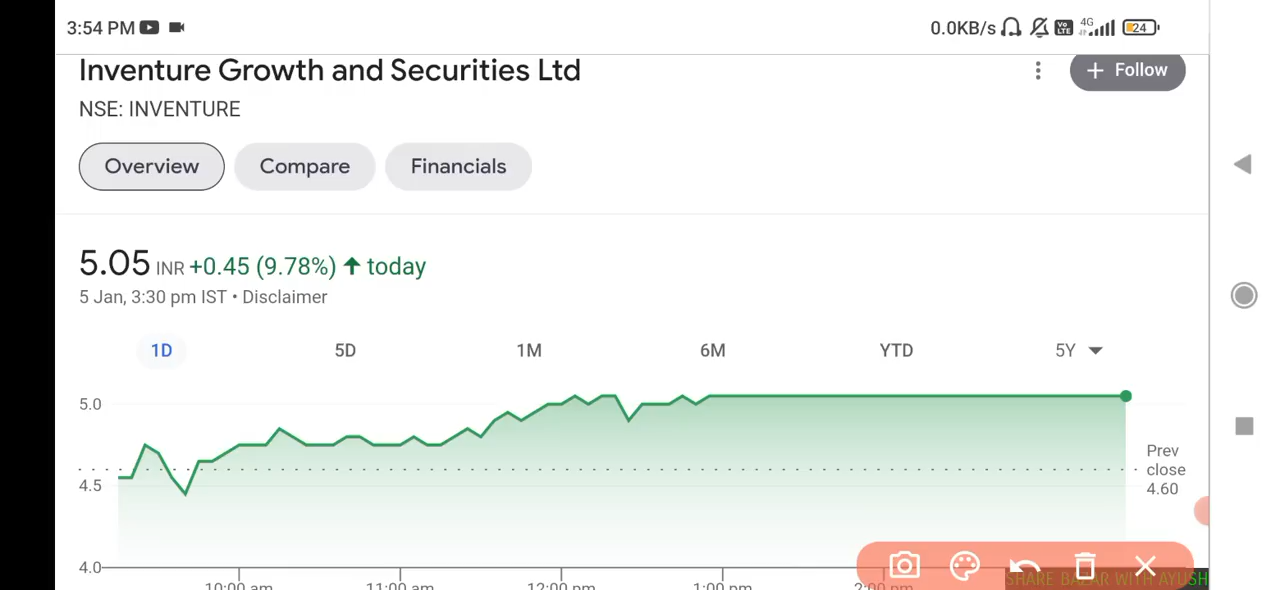 3:54 PM
0.0KB/s
Vo LTE
4G
24
Inventure Growth and Securities Ltd
+ Follow
NSE: INVENTURE
Overview
Compare
Financials
5.05 INR +0.45 (9.78%) ↑ today
5 Jan, 3:30 pm IST • Disclaimer
1D
5D
1M
6M
YTD
5Y
5.0
Prev
close
4.60
4.5
4.0
10:00 am
11:00 am
12:00 pm
1:00 pm
2:00 pm
SHARE BAZAR WITH AYUSH